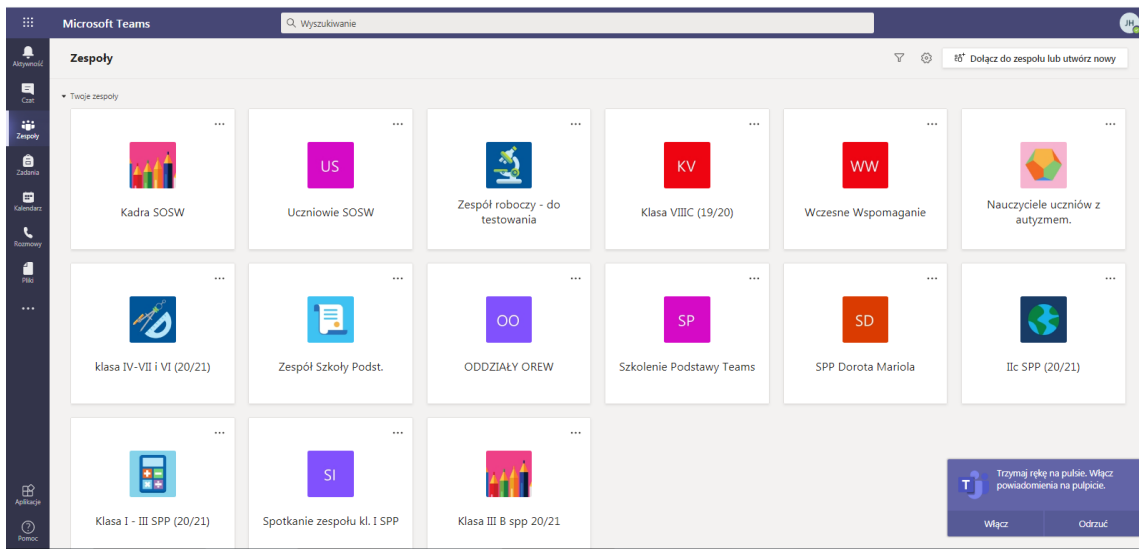 Microsoft Teams
Wyszukiwanie
JH
Aktywność
Czat
Zespoły
Zadania
Kalendarz
Rozmowy
Pliki
Aplikacje
Pomoc
Zespoły
Dołącz do zespołu lub utwórz nowy
Twoje zespoły
Kadra SOSW
US
Uczniowie SOSW
Zespół roboczy - do
testowania
KV
Klasa VIIIC (19/20)
WW
Wczesne Wspomaganie
Nauczyciele uczniów z
autyzmem.
klasa IV-VII i VI (20/21)
Zespół Szkoły Podst.
OO
ODDZIAŁY OREW
SP
Szkolenie Podstawy Teams
SD
SPP Dorota Mariola
IIc SPP (20/21)
Klasa I - III SPP (20/21)
SI
Spotkanie zespołu kl. I SPP
Klasa III B spp 20/21
T
Trzymaj rękę na pulsie. Włącz
powiadomienia na pulpicie.
Włącz
Odrzuć